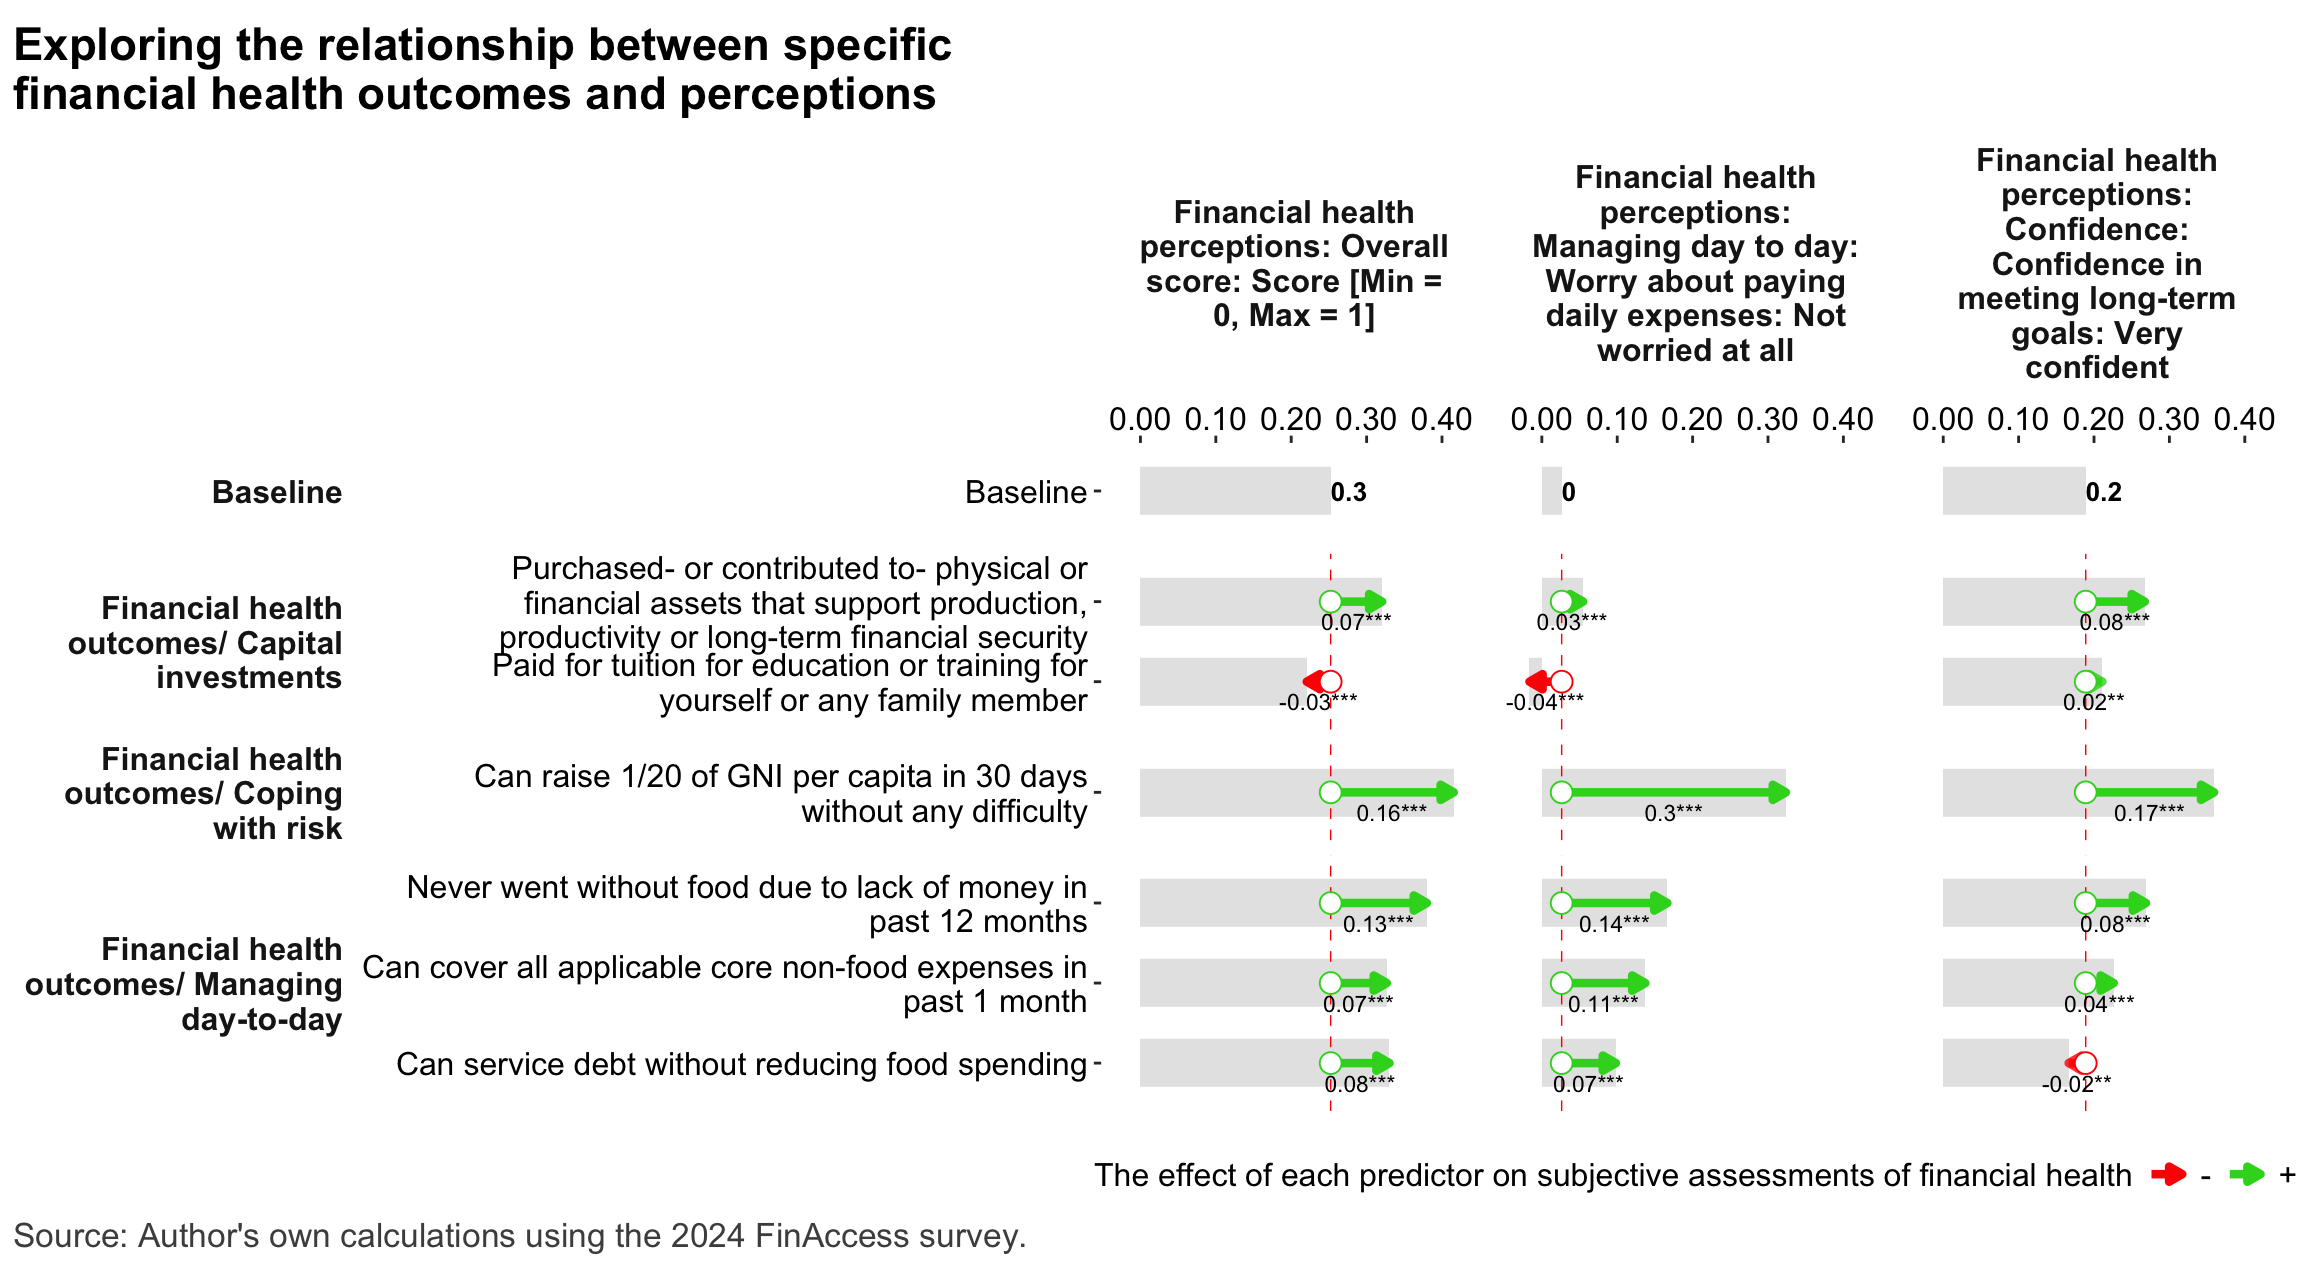 Exploring the relationship between specific
financial health outcomes and perceptions
Financial health
perceptions: Overall
score: Score [Min =
0, Max = 1]
Financial health
perceptions:
Managing day to day:
Worry about paying
daily expenses: Not
worried at all
Financial health
perceptions:
Confidence:
Confidence in
meeting long-term
goals: Very
confident
0.00 0.10 0.20 0.30 0.40
0.00 0.10 0.20 0.30 0.40
0.00 0.10 0.20 0.30 0.40
Baseline
Baseline
0.3
0
0.2
Financial health
outcomes/ Capital
investments
Purchased- or contributed to- physical or
financial assets that support production,
productivity or long-term financial security
0.07***
0.03***
0.08***
Paid for tuition for education or training for
yourself or any family member
-0.03***
-0.04***
0.02**
Financial health
outcomes/ Coping
with risk
Can raise 1/20 of GNI per capita in 30 days
without any difficulty
0.16***
0.3***
0.17***
Financial health
outcomes/ Managing
day-to-day
Never went without food due to lack of money in
past 12 months
0.13***
0.14***
0.08***
Can cover all applicable core non-food expenses in
past 1 month
0.07***
0.11***
0.04***
Can service debt without reducing food spending
0.08***
0.07***
-0.02**
The effect of each predictor on subjective assessments of financial health - +
Source: Author's own calculations using the 2024 FinAccess survey.